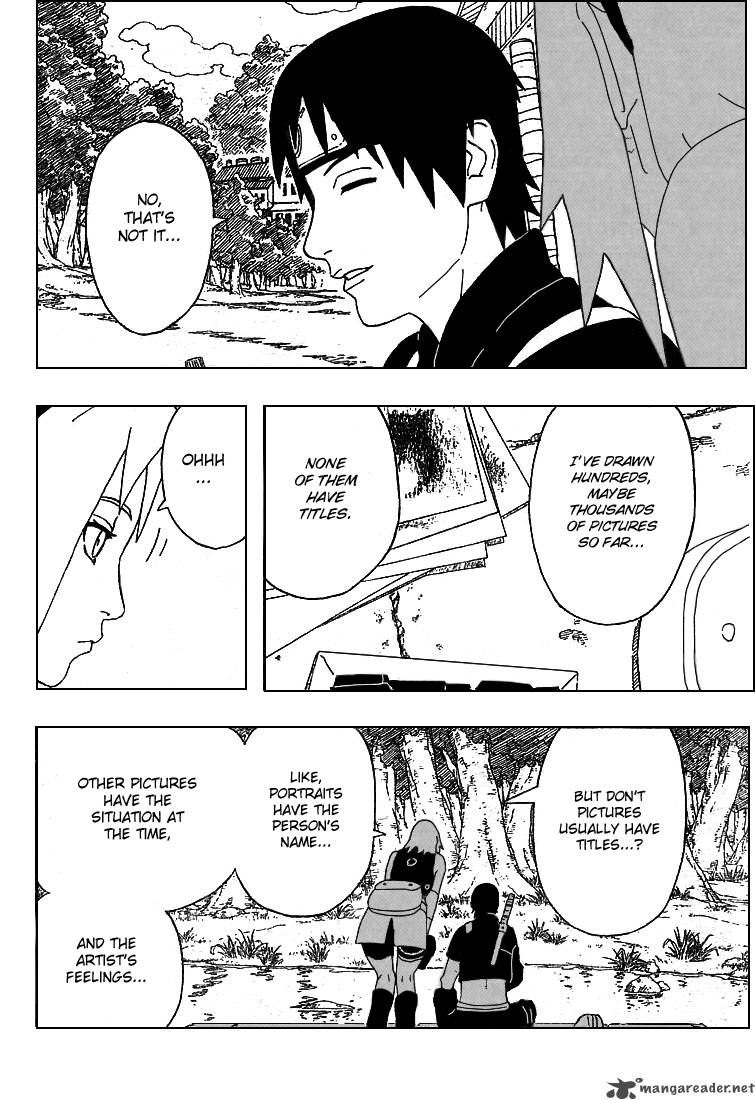 NO,
THAT'S
NOT IT...
I'VE DRAWN
HUNDREDS,
MAYBE
THOUSANDS
OF PICTURES
SO FAR...
NONE
OF THEM
HAVE
TITLES.
OHHH
...
BUT DON'T
PICTURES
USUALLY HAVE
TITLES...?
LIKE,
PORTRAITS
HAVE THE
PERSON'S
NAME...
OTHER PICTURES
HAVE THE
SITUATION AT
THE TIME,
AND THE
ARTIST'S
FEELINGS...
mangareader.net